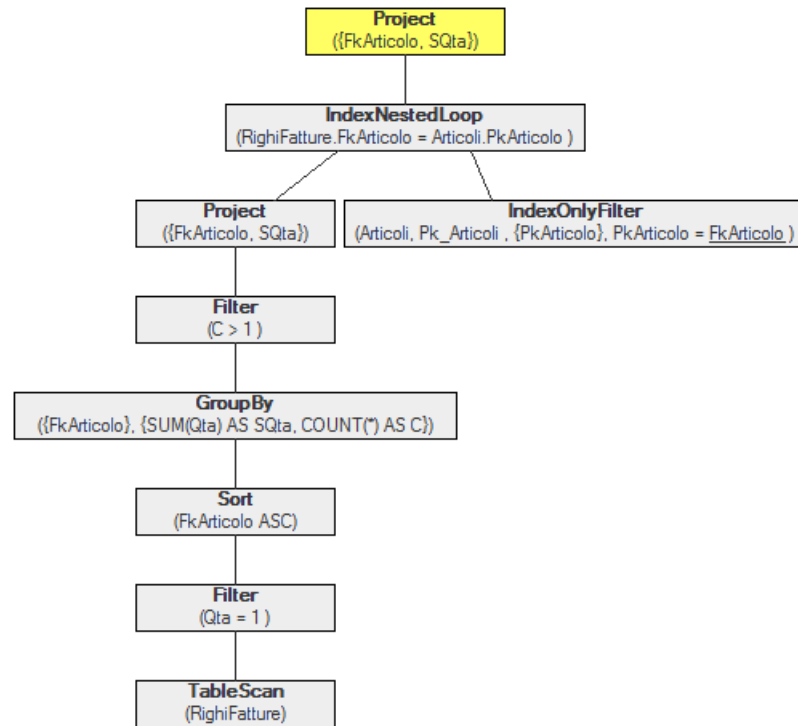 Project
({FkArticolo, SQta})
IndexNestedLoop
(RighiFatture.FkArticolo = Articoli.PkArticolo )
Project
({FkArticolo, SQta})
IndexOnlyFilter
(Articoli, Pk_Articoli , {PkArticolo}, PkArticolo = FkArticolo )
Filter
(C > 1 )
GroupBy
({FkArticolo}, {SUM(Qta) AS SQta, COUNT(*) AS C})
Sort
(FkArticolo ASC)
Filter
(Qta = 1 )
TableScan
(RighiFatture)